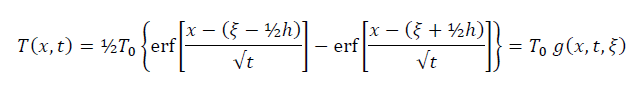 T(x, t) = ½T₀ {erf[(x − (ξ − ½h))/√t] − erf[(x − (ξ + ½h))/√t]} = T₀ g(x, t, ξ)